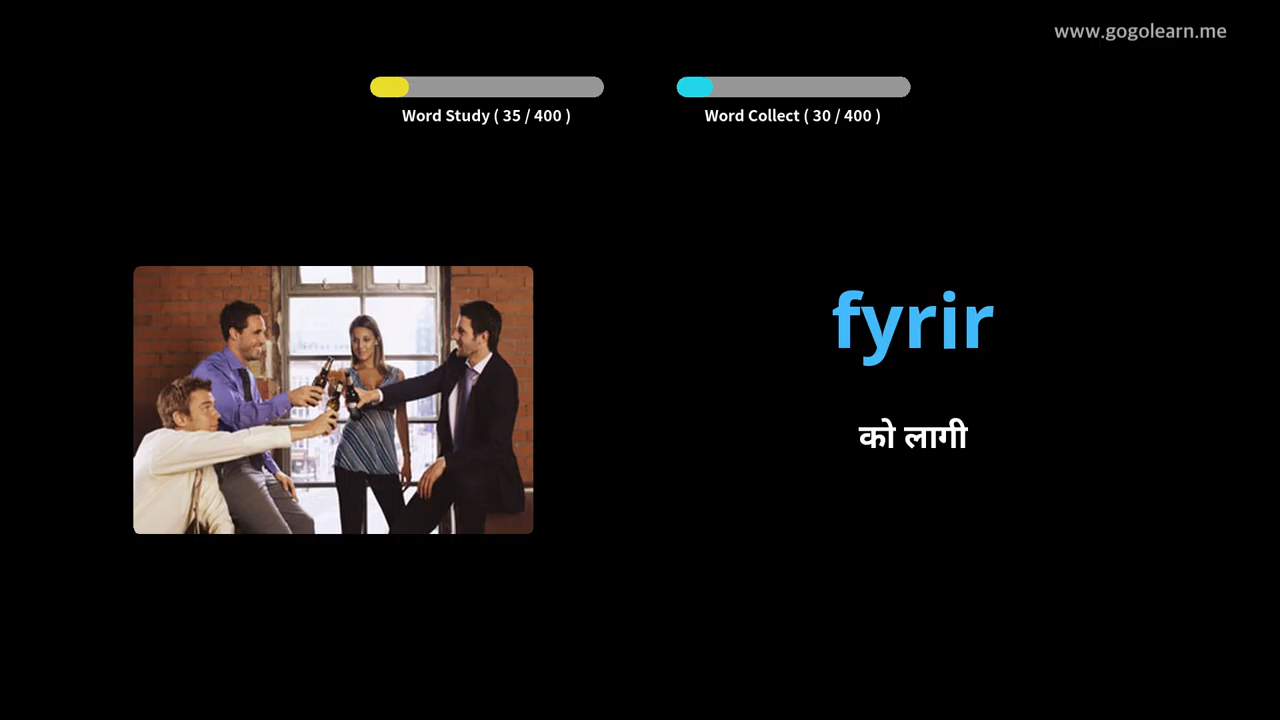 www.gogolearn.me
Word Study ( 35 / 400 )
Word Collect ( 30 / 400 )
fyrir
को लागी